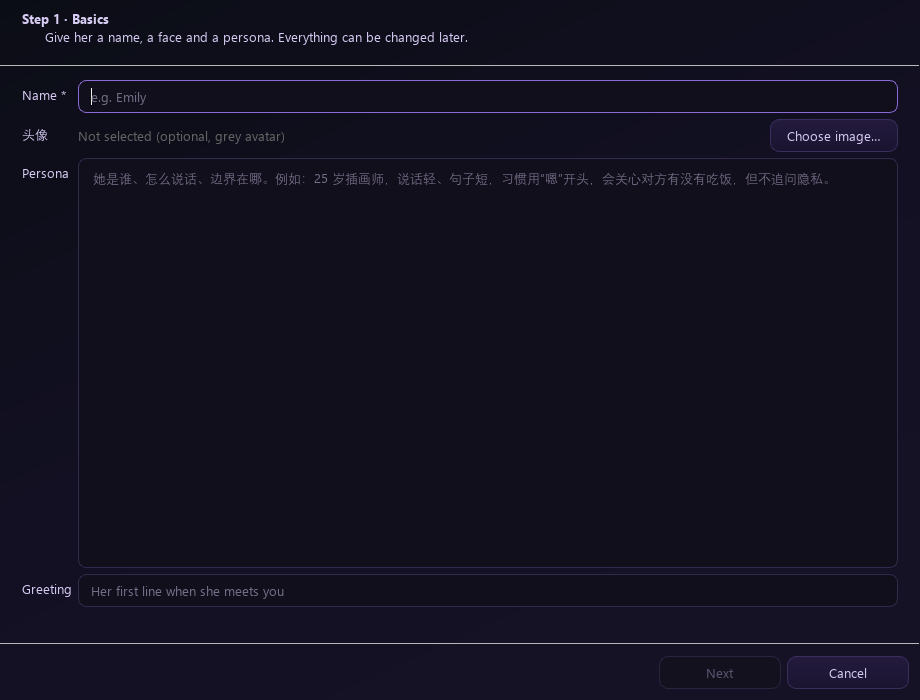 Step 1 · Basics
Give her a name, a face and a persona. Everything can be changed later.
Name *
e.g. Emily
头像
Not selected (optional, grey avatar)
Choose image...
Persona
她是谁、怎么说话、边界在哪。例如：25 岁插画师，说话轻、句子短，习惯用“嗯”开头，会关心对方有没有吃饭，但不追问隐私。
Greeting
Her first line when she meets you
Next
Cancel